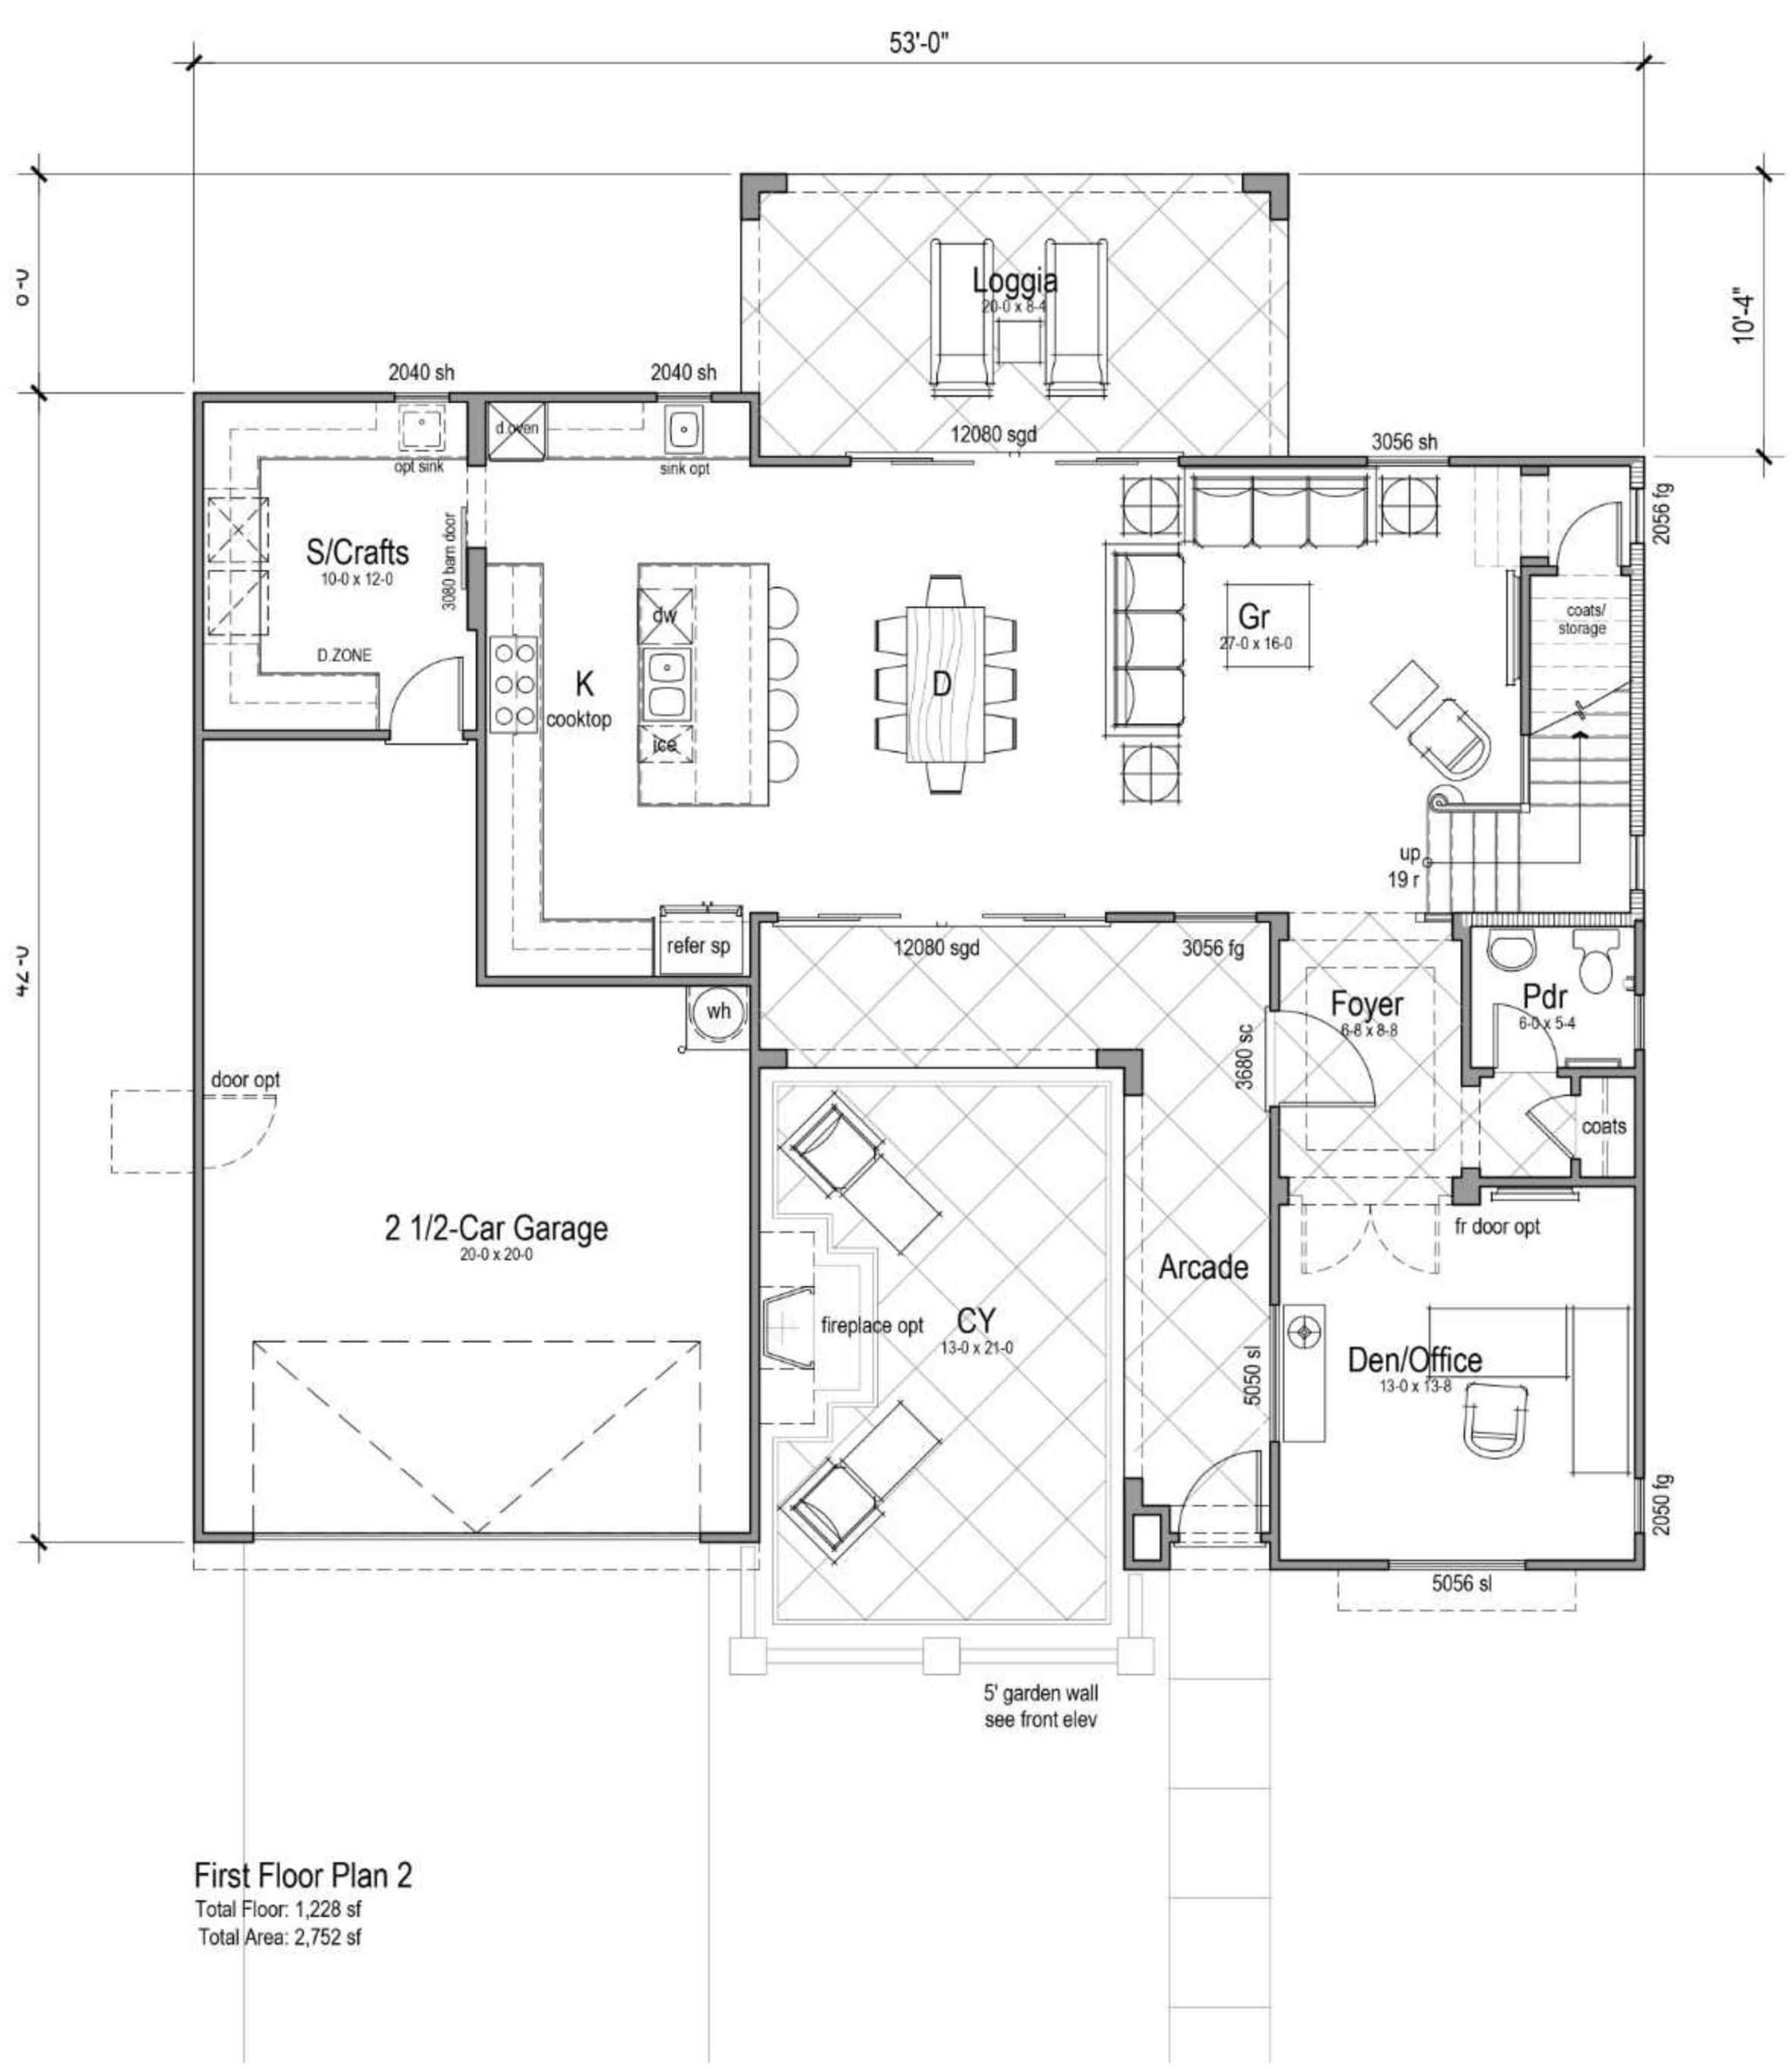 53'-0"
10'-4"
Loggia
20-0 x 8-4
2040 sh
2040 sh
12080 sgd
3056 sh
2056 fg
d.oven
opt sink
sink opt
3080 barn door
S/Crafts
10-0 x 12-0
D.ZONE
K
cooktop
dw
ice
D
Gr
27-0 x 16-0
coats/
storage
up
19 r
refer sp
12080 sgd
3056 fg
wh
Foyer
6-8 x 8-8
Pdr
6-0 x 5-4
3680 sc
door opt
coats
2 1/2-Car Garage
20-0 x 20-0
fr door opt
Arcade
fireplace opt
CY
13-0 x 21-0
5050 sl
Den/Office
13-0 x 13-8
2050 fg
5056 sl
5' garden wall
see front elev
First Floor Plan 2
Total Floor: 1,228 sf
Total Area: 2,752 sf